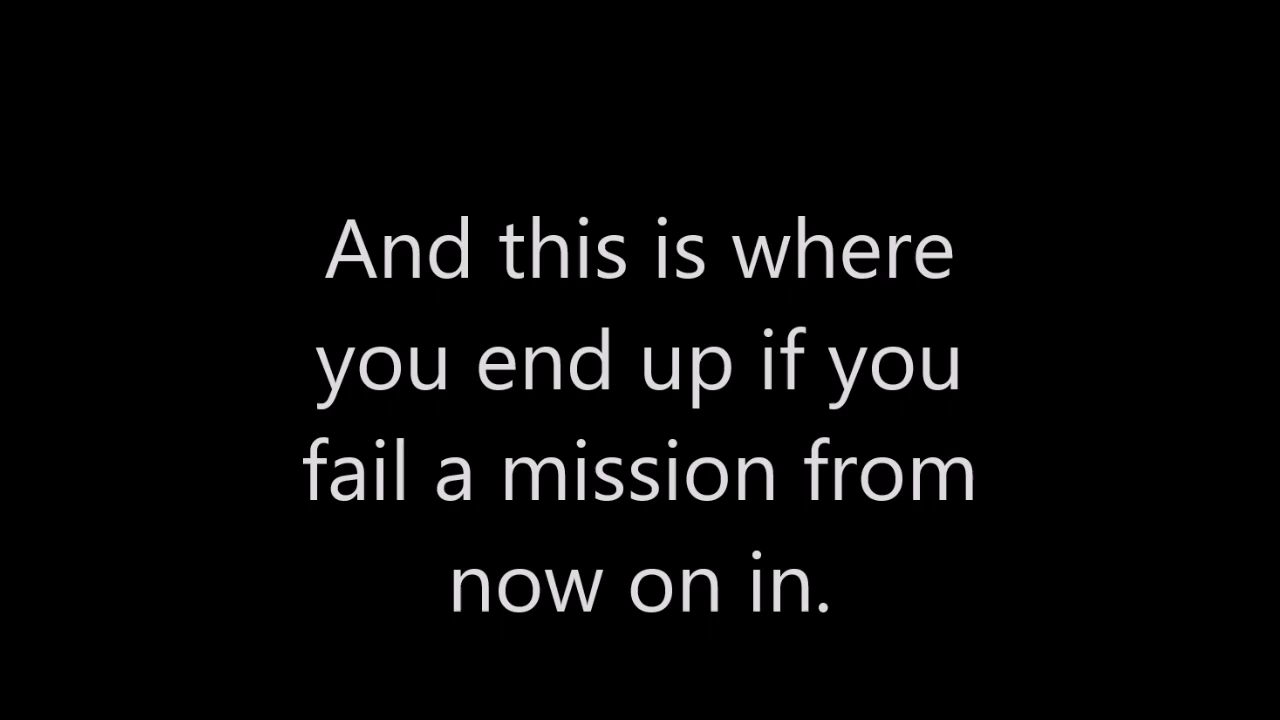 And this is where
you end up if you
fail a mission from
now on in.